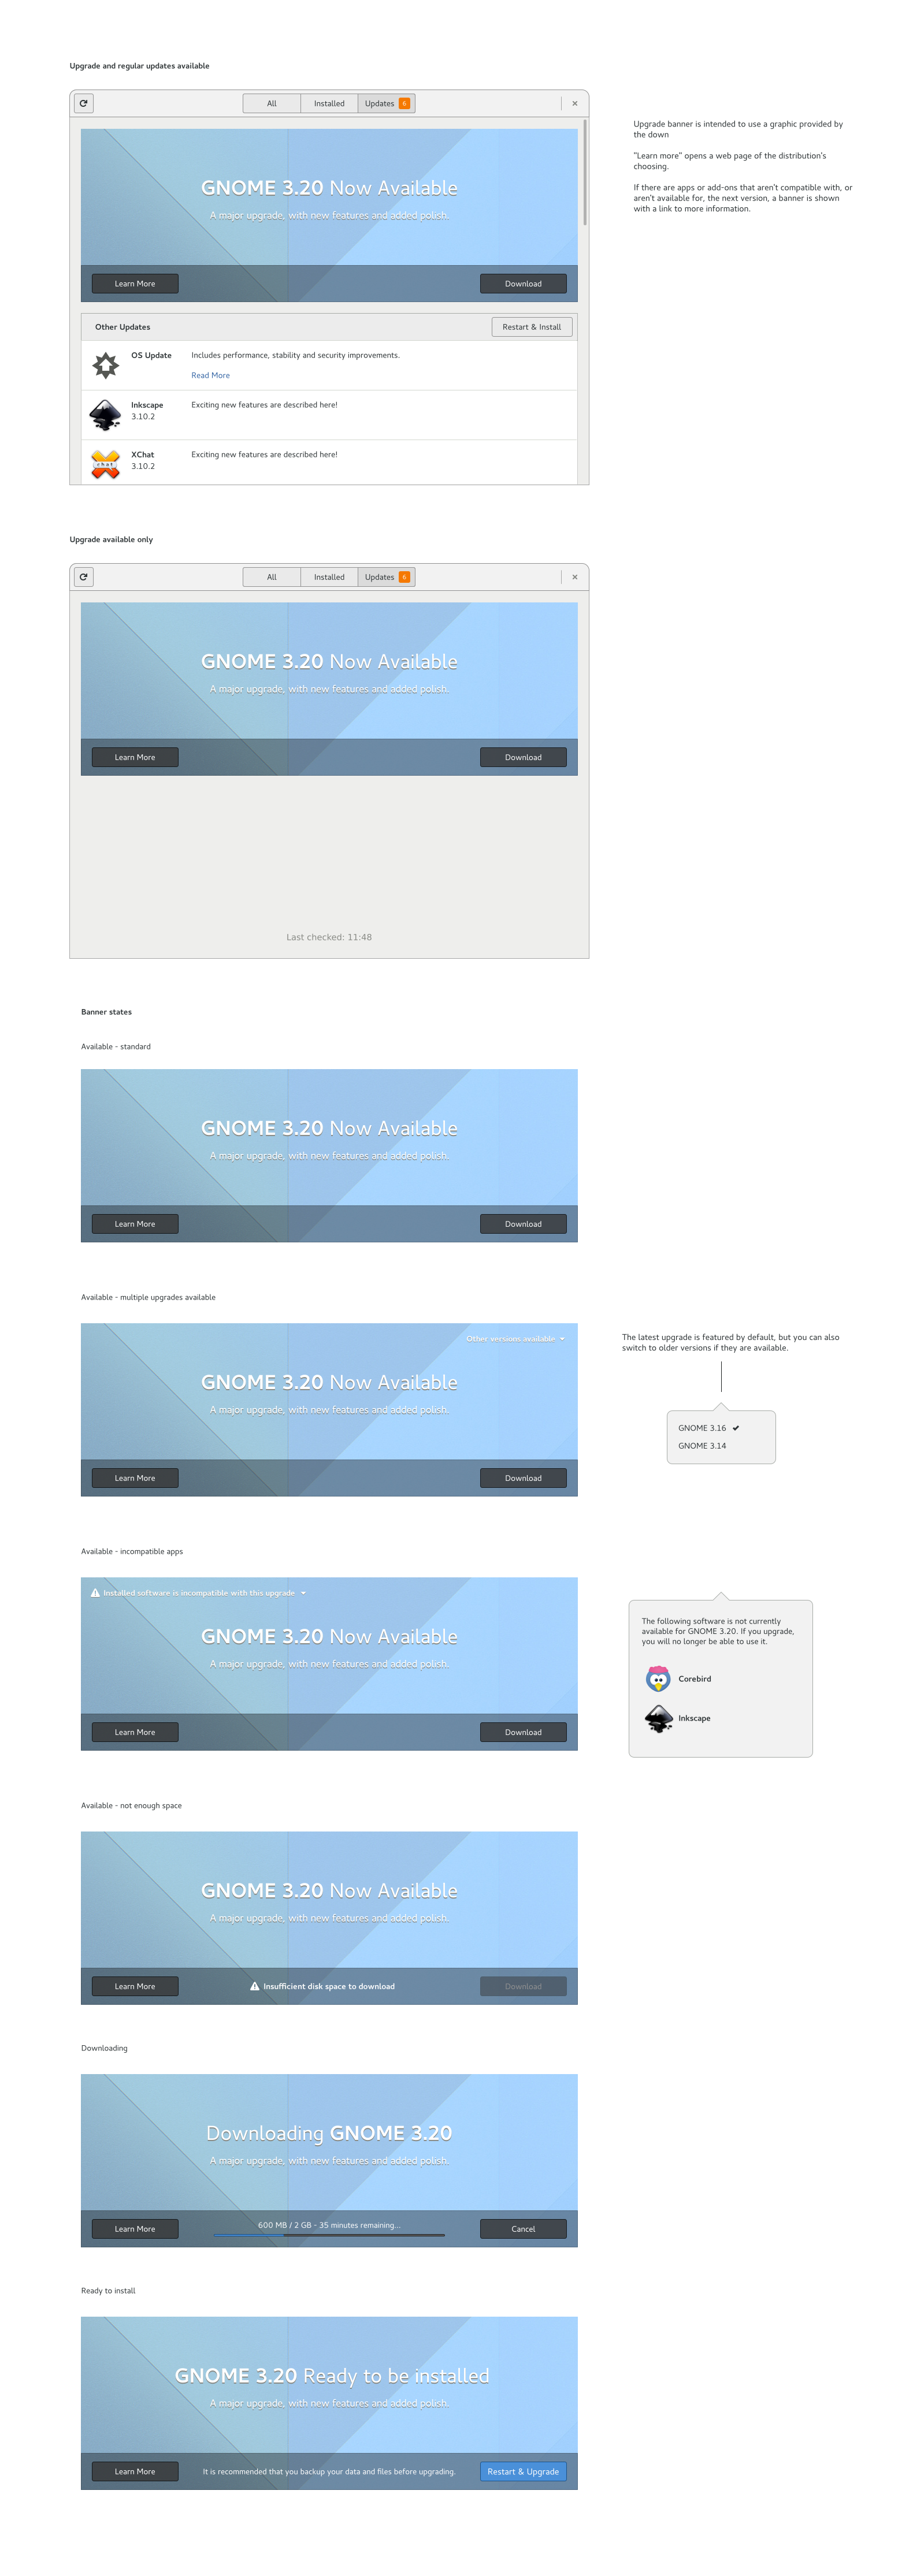 Upgrade and regular updates available
All
Installed
Updates 6
Upgrade banner is intended to use a graphic provided by
the down
"Learn more" opens a web page of the distribution's
choosing.
If there are apps or add-ons that aren't compatible with, or
aren't available for, the next version, a banner is shown
with a link to more information.
GNOME 3.20 Now Available
A major upgrade, with new features and added polish.
Learn More
Download
Other Updates
Restart & Install
OS Update
Includes performance, stability and security improvements.
Read More
Inkscape
3.10.2
Exciting new features are described here!
chat
XChat
3.10.2
Exciting new features are described here!
Upgrade available only
All
Installed
Updates 6
GNOME 3.20 Now Available
A major upgrade, with new features and added polish.
Learn More
Download
Last checked: 11:48
Banner states
Available - standard
GNOME 3.20 Now Available
A major upgrade, with new features and added polish.
Learn More
Download
Available - multiple upgrades available
Other versions available
GNOME 3.20 Now Available
A major upgrade, with new features and added polish.
Learn More
Download
The latest upgrade is featured by default, but you can also
switch to older versions if they are available.
GNOME 3.16
GNOME 3.14
Available - incompatible apps
Installed software is incompatible with this upgrade
GNOME 3.20 Now Available
A major upgrade, with new features and added polish.
Learn More
Download
The following software is not currently
available for GNOME 3.20. If you upgrade,
you will no longer be able to use it.
Corebird
Inkscape
Available - not enough space
GNOME 3.20 Now Available
A major upgrade, with new features and added polish.
Learn More
Insufficient disk space to download
Download
Downloading
Downloading GNOME 3.20
A major upgrade, with new features and added polish.
Learn More
600 MB / 2 GB - 35 minutes remaining...
Cancel
Ready to install
GNOME 3.20 Ready to be installed
A major upgrade, with new features and added polish.
Learn More
It is recommended that you backup your data and files before upgrading.
Restart & Upgrade